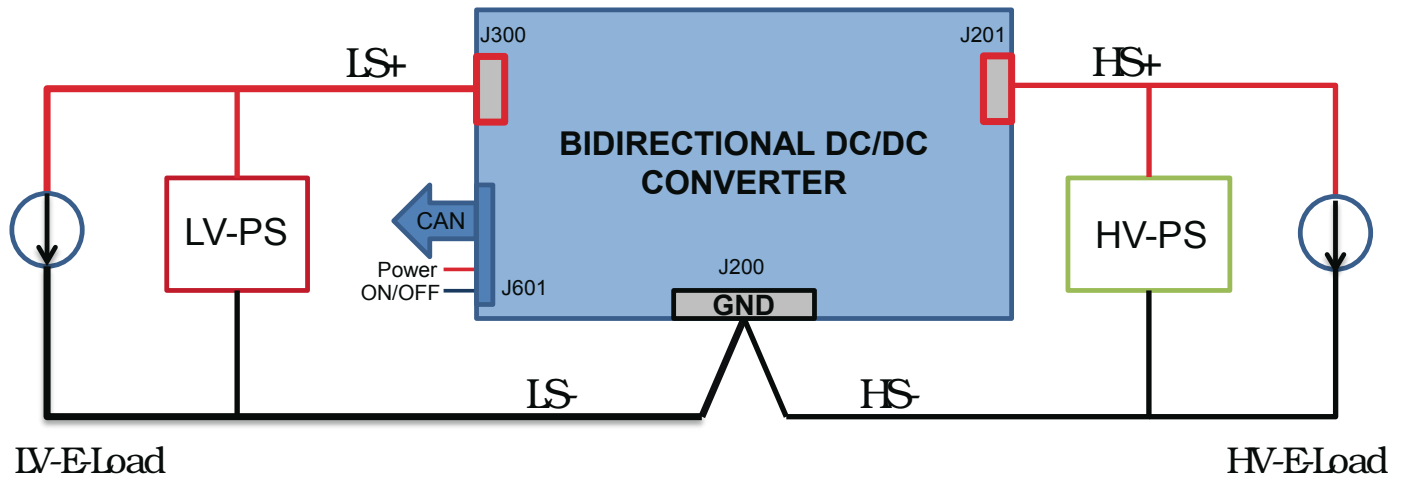 J300
J201
LS+
HS+
BIDIRECTIONAL DC/DC
CONVERTER
LV-PS
CAN
HV-PS
Power
ON/OFF
J601
J200
GND
LS-
HS-
LV-E-Load
HV-E-Load